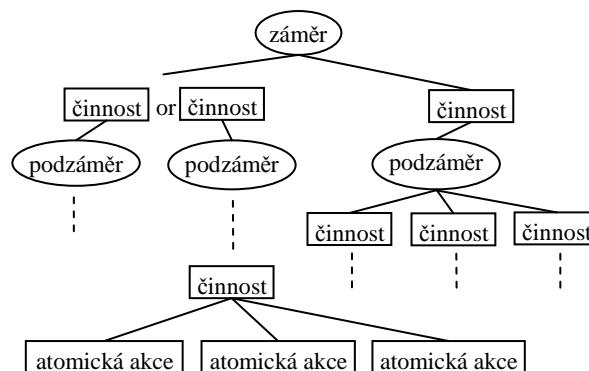 záměr
činnost or činnost činnost
podzáměr podzáměr podzáměr
činnost činnost činnost
činnost
atomická akce atomická akce atomická akce